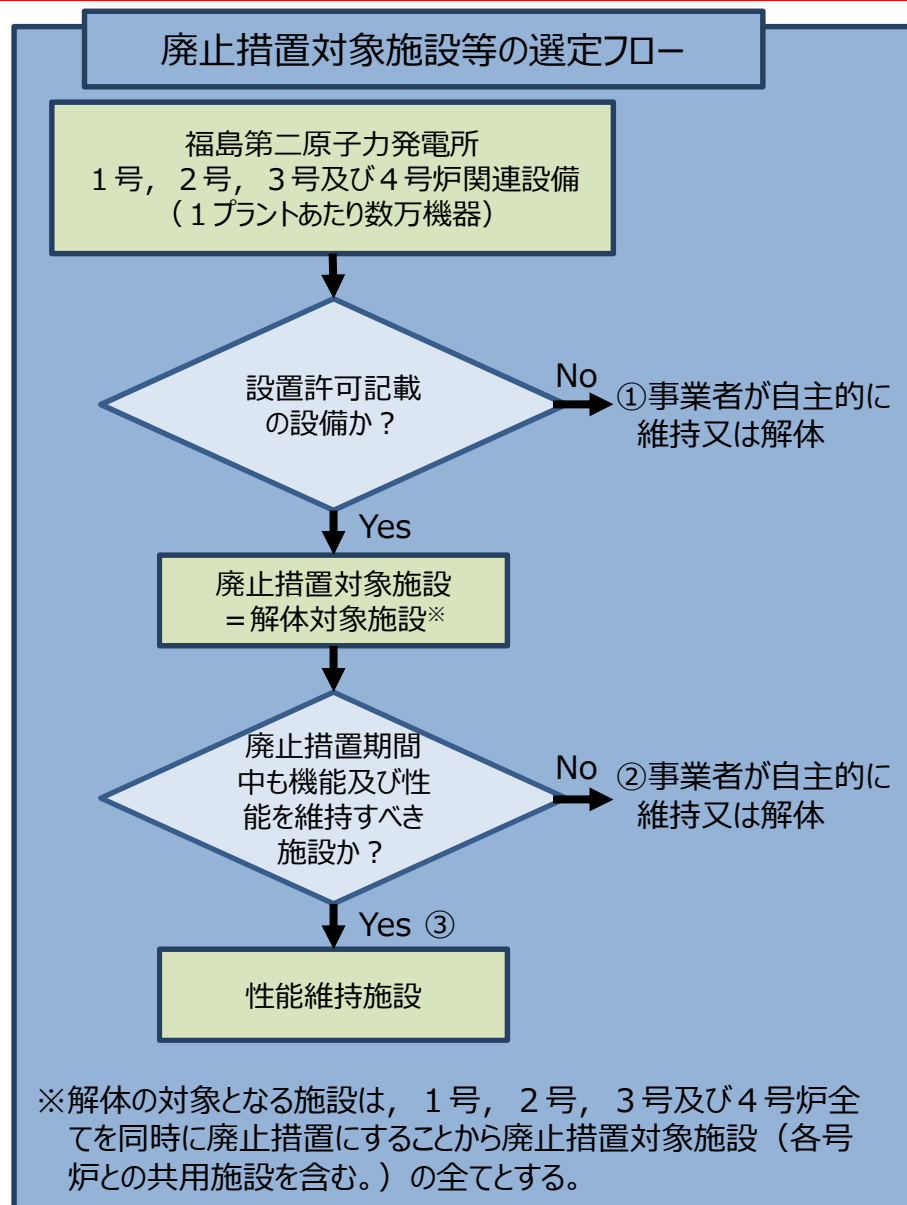 廃止措置対象施設等の選定フロー
福島第二原子力発電所
１号，２号，３号及び４号炉関連設備
（１プラントあたり数万機器）
設置許可記載
の設備か？
No
①事業者が自主的に
維持又は解体
Yes
廃止措置対象施設
＝解体対象施設※
廃止措置期間
中も機能及び性
能を維持すべき
施設か？
No
②事業者が自主的に
維持又は解体
Yes ③
性能維持施設
※解体の対象となる施設は，１号，２号，３号及び４号炉全
てを同時に廃止措置にすることから廃止措置対象施設（各号
炉との共用施設を含む。）の全てとする。